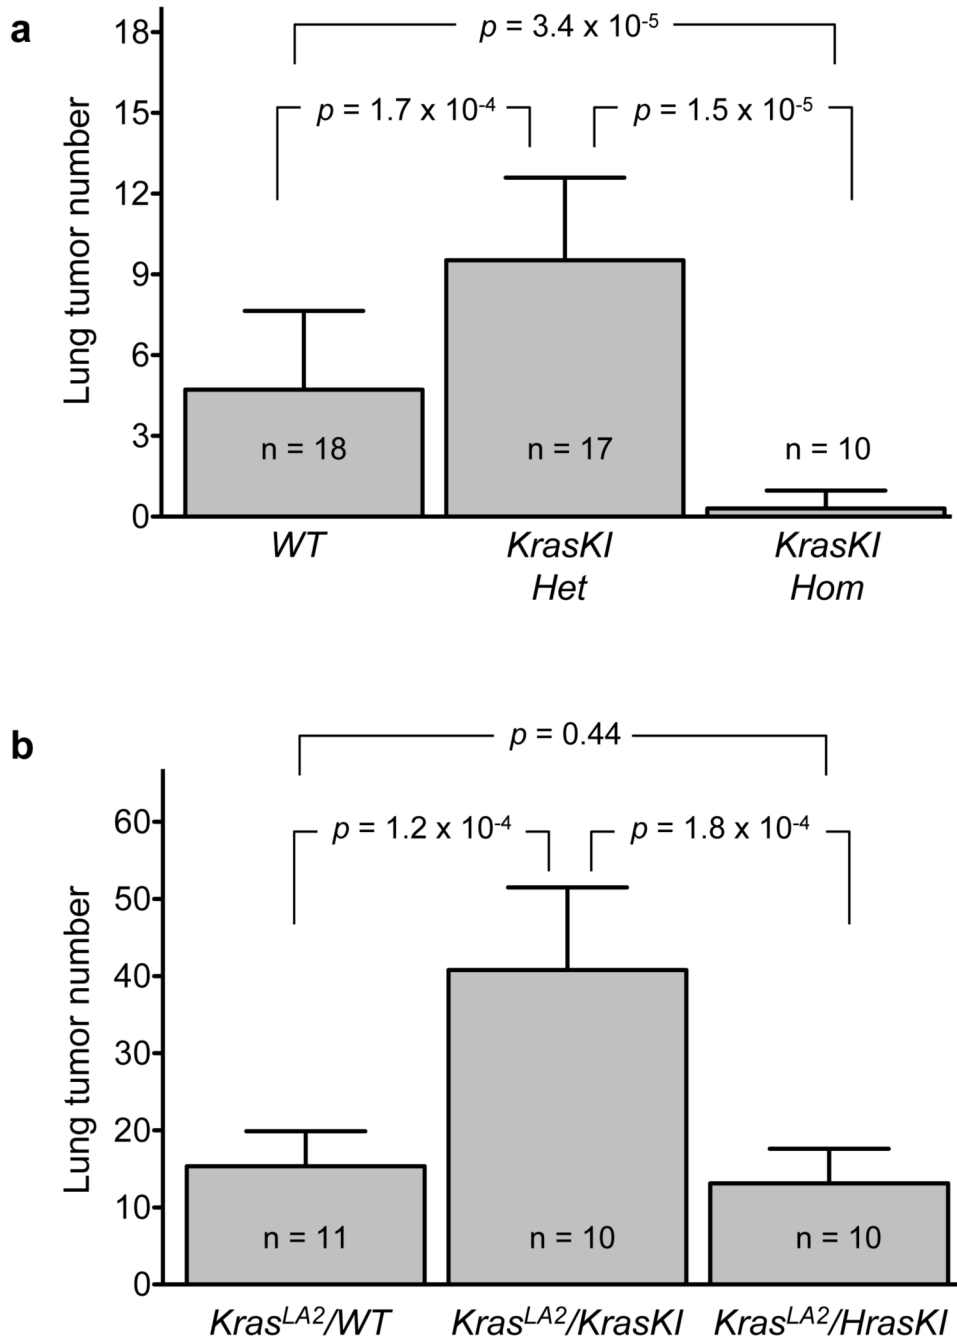 a
p = 3.4 x 10-5
p = 1.7 x 10-4
p = 1.5 x 10-5
Lung tumor number
18
15
12
9
6
3
0
n = 18
n = 17
n = 10
WT
KrasKI
Het
KrasKI
Hom
b
p = 0.44
p = 1.2 x 10-4
p = 1.8 x 10-4
Lung tumor number
60
50
40
30
20
10
0
n = 11
n = 10
n = 10
KrasLA2/WT
KrasLA2/KrasKI
KrasLA2/HrasKI